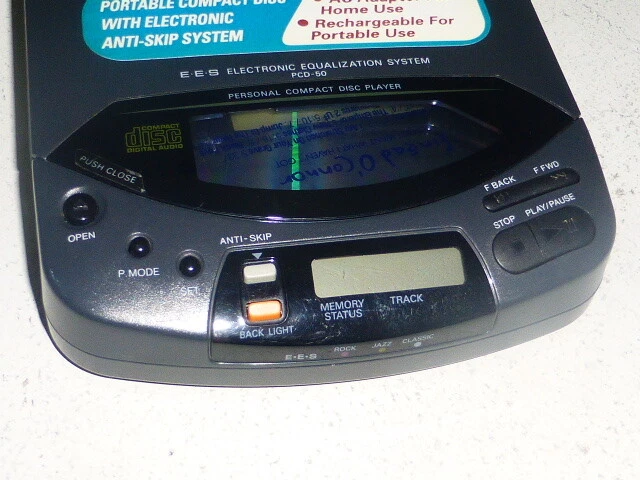 PORTABLE COMPACT DISC
WITH ELECTRONIC
ANTI-SKIP SYSTEM
Home Use
• Rechargeable For
Portable Use
E·E·S ELECTRONIC EQUALIZATION SYSTEM
PCD-60
PERSONAL COMPACT DISC PLAYER
COMPACT
disc
DIGITAL AUDIO
PUSH CLOSE
OPEN
P.MODE
SET
ANTI-SKIP
BACK LIGHT
MEMORY STATUS
TRACK
E·E·S
ROCK
JAZZ
CLASSIC
F BACK
F FWD
STOP
PLAY/PAUSE
O'Connor